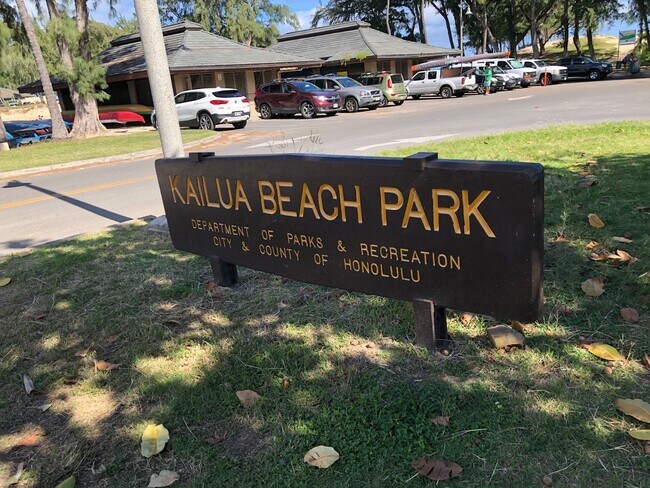 KAILUA BEACH PARK
DEPARTMENT OF PARKS & RECREATION
CITY & COUNTY OF HONOLULU